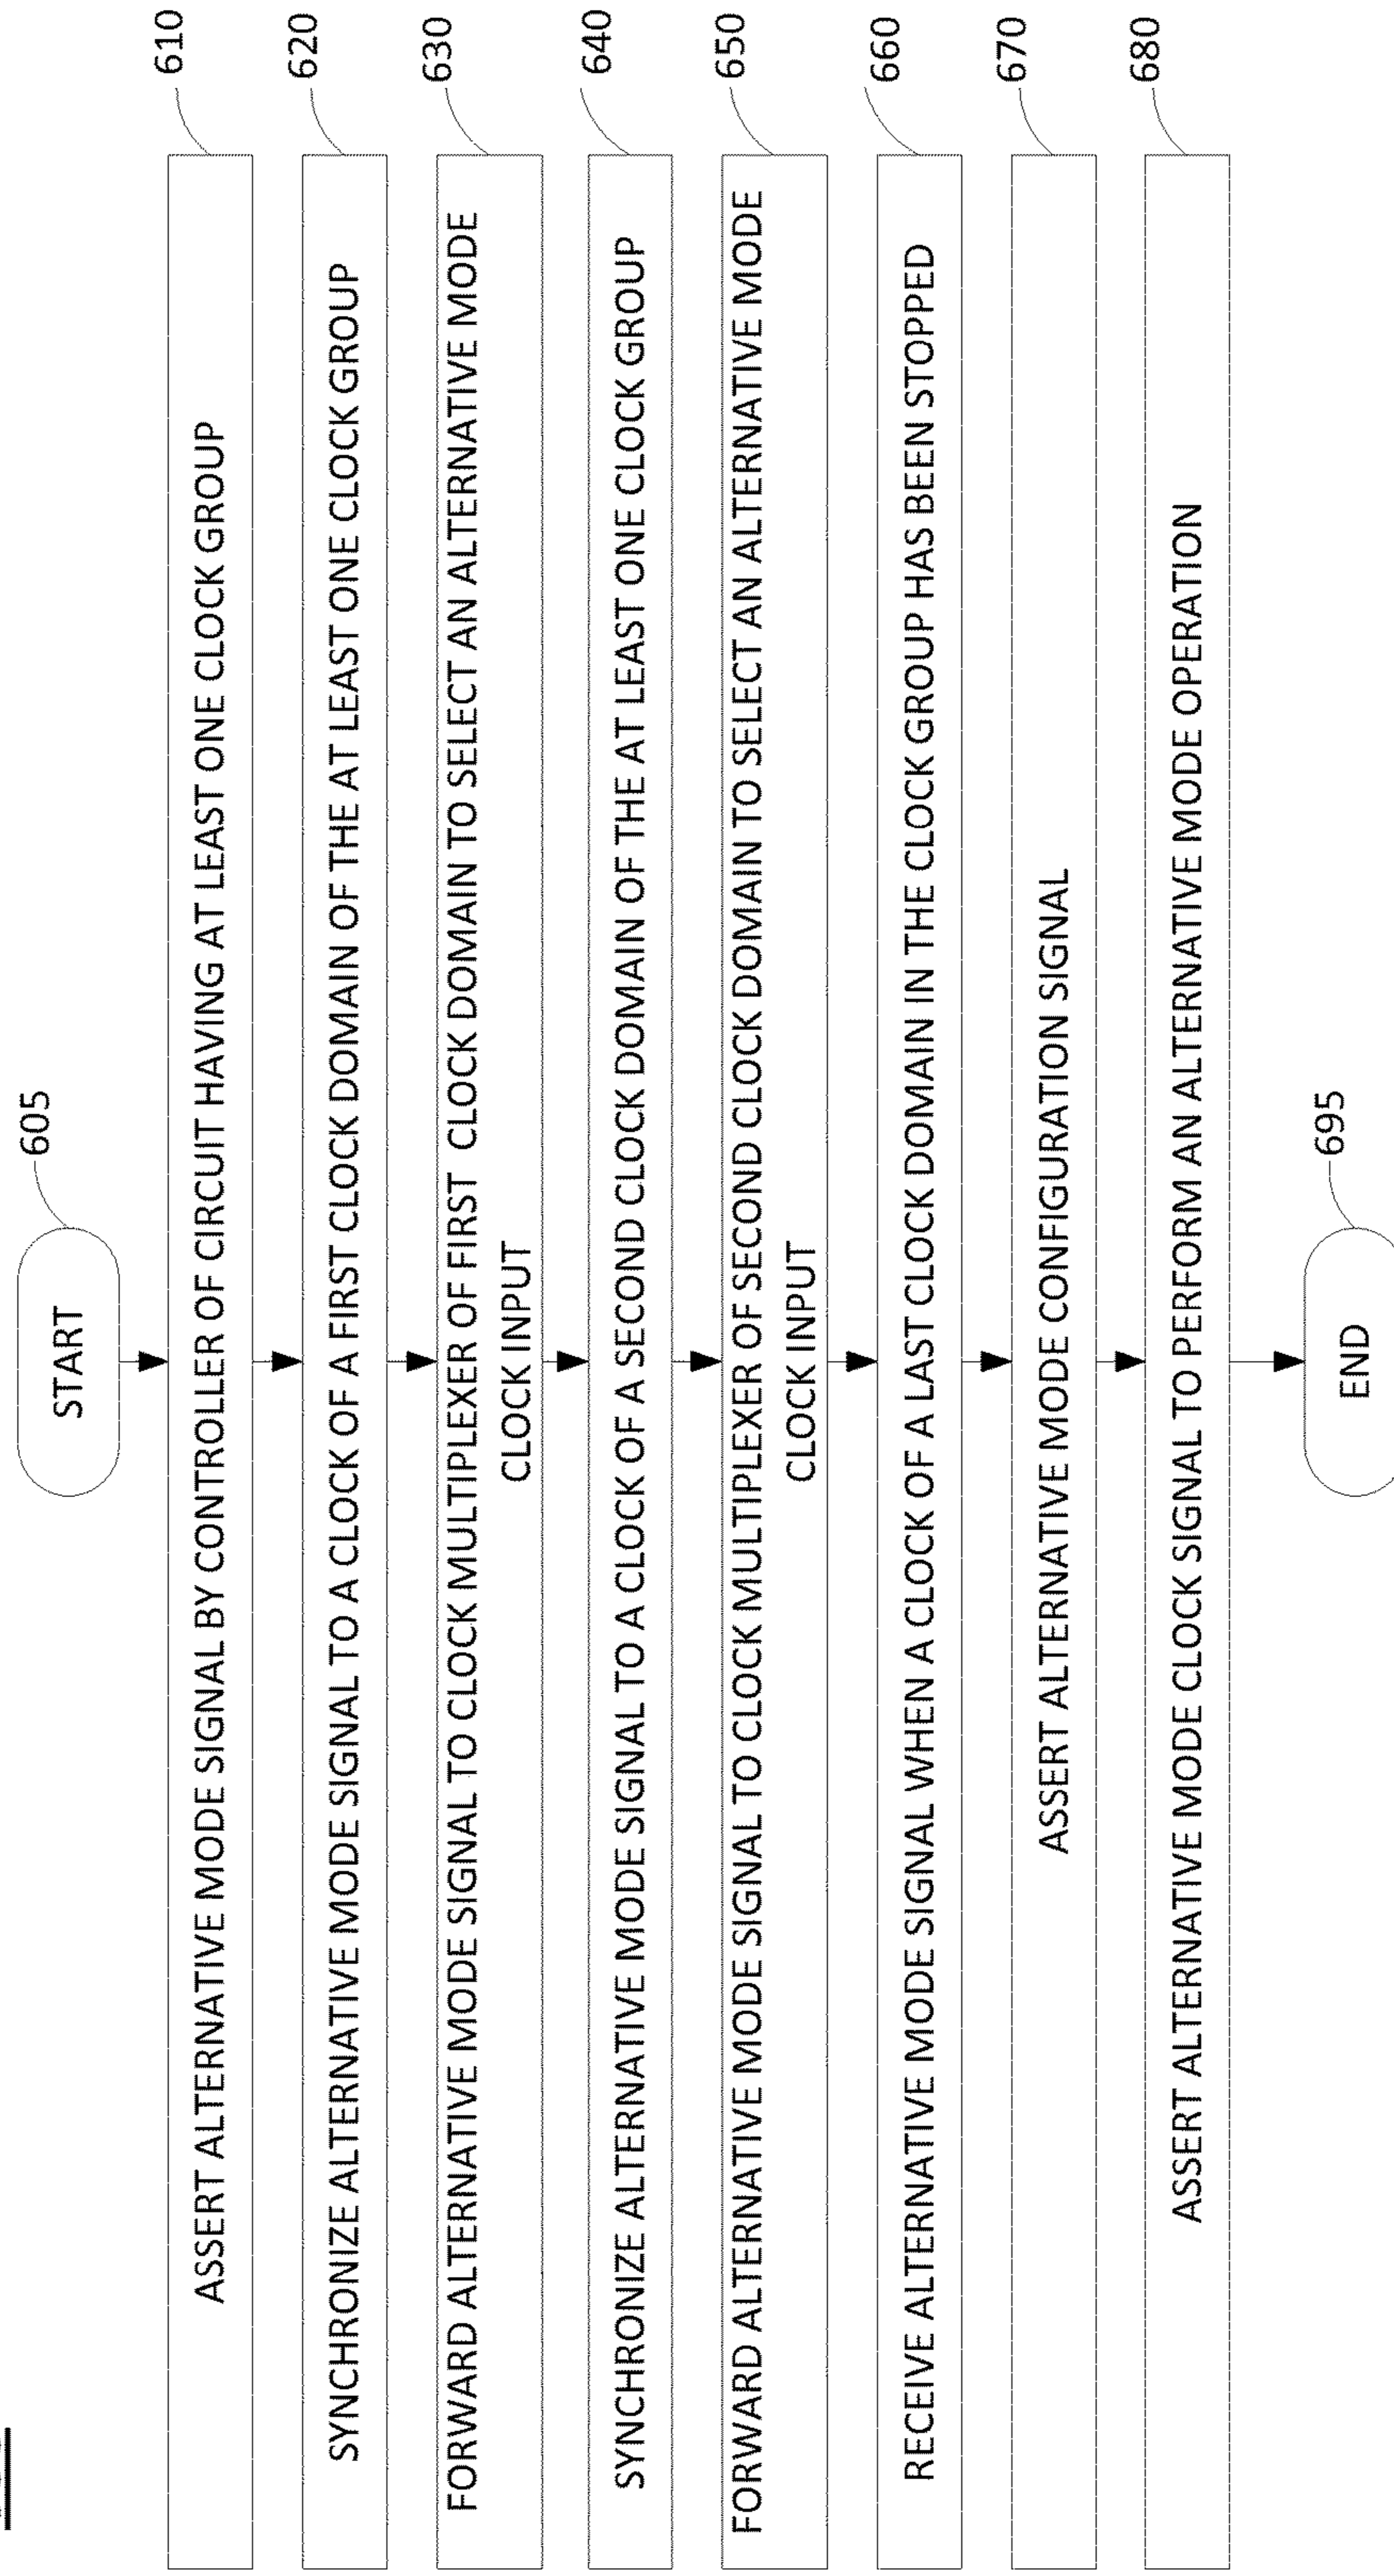 START
605
ASSERT ALTERNATIVE MODE SIGNAL BY CONTROLLER OF CIRCUIT HAVING AT LEAST ONE CLOCK GROUP
610
SYNCHRONIZE ALTERNATIVE MODE SIGNAL TO A CLOCK OF A FIRST CLOCK DOMAIN OF THE AT LEAST ONE CLOCK GROUP
620
FORWARD ALTERNATIVE MODE SIGNAL TO CLOCK MULTIPLEXER OF FIRST CLOCK DOMAIN TO SELECT AN ALTERNATIVE MODE
CLOCK INPUT
630
SYNCHRONIZE ALTERNATIVE MODE SIGNAL TO A CLOCK OF A SECOND CLOCK DOMAIN OF THE AT LEAST ONE CLOCK GROUP
640
FORWARD ALTERNATIVE MODE SIGNAL TO CLOCK MULTIPLEXER OF SECOND CLOCK DOMAIN TO SELECT AN ALTERNATIVE MODE
CLOCK INPUT
650
RECEIVE ALTERNATIVE MODE SIGNAL WHEN A CLOCK OF A LAST CLOCK DOMAIN IN THE CLOCK GROUP HAS BEEN STOPPED
660
ASSERT ALTERNATIVE MODE CONFIGURATION SIGNAL
670
ASSERT ALTERNATIVE MODE CLOCK SIGNAL TO PERFORM AN ALTERNATIVE MODE OPERATION
680
END
695